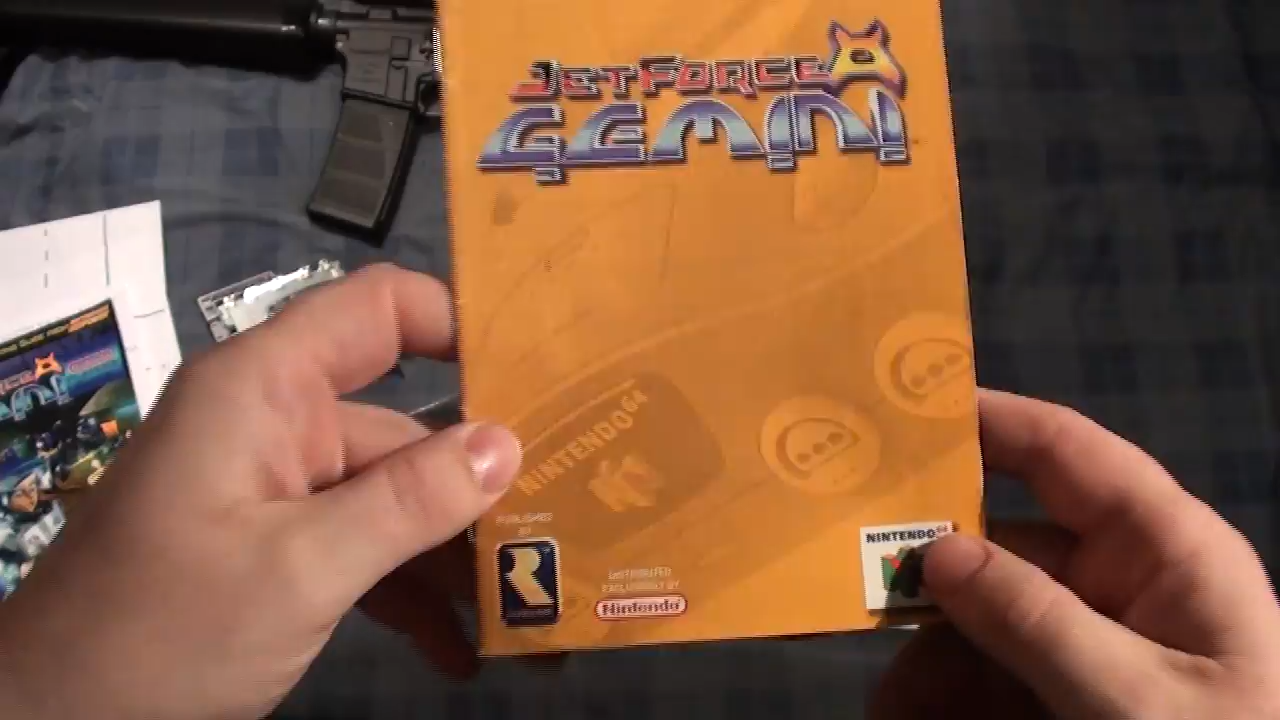 JET FORCE
GEMINI
NINTENDO64
PUBLISHED
BY
DISTRIBUTED
EXCLUSIVELY BY
Nintendo
NINTENDO64